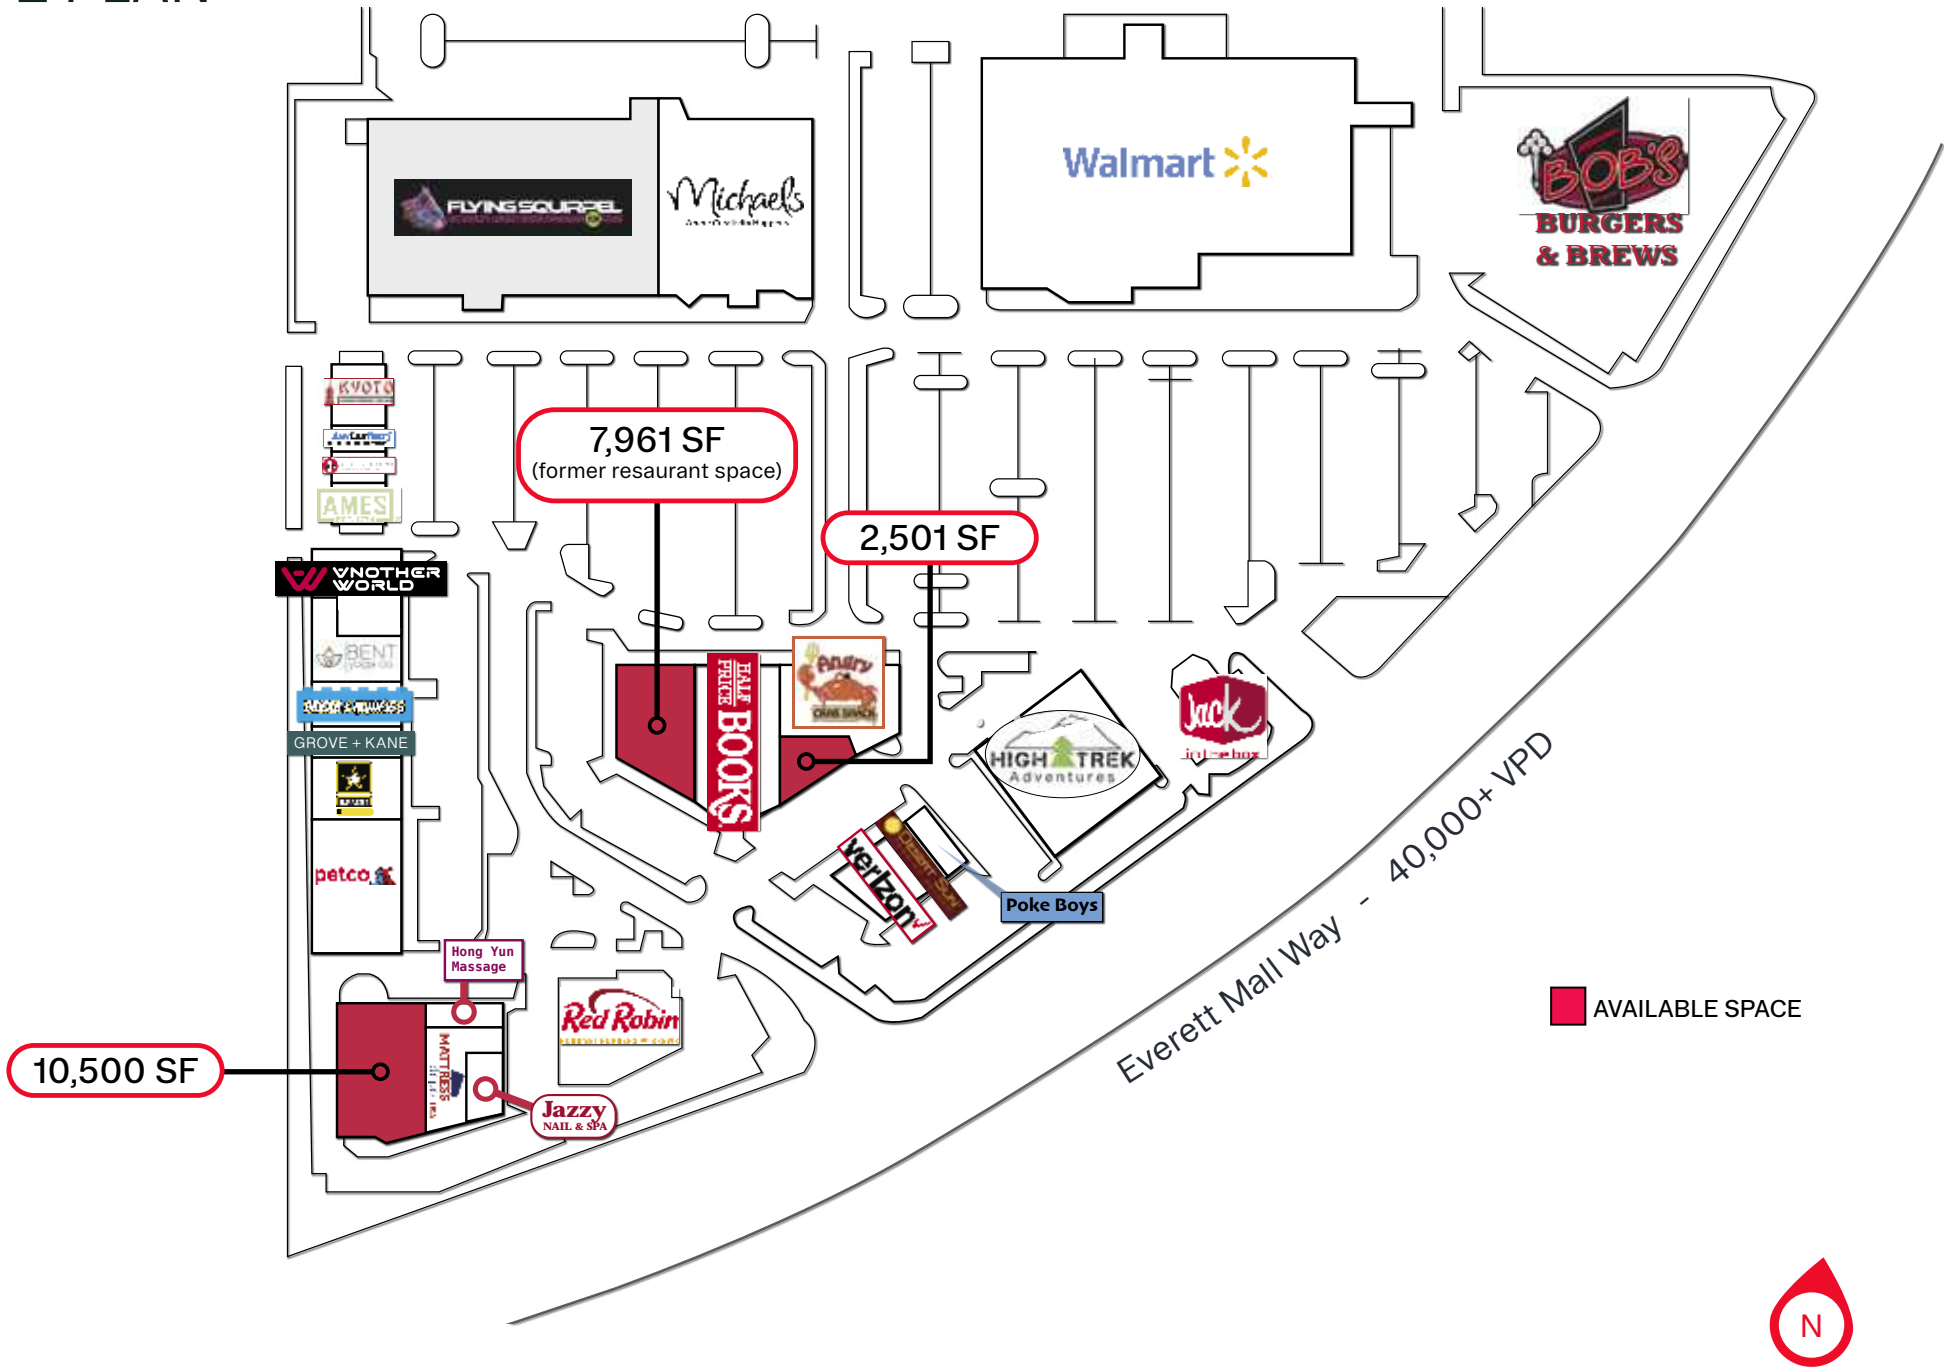 FLYING SQUIRREL
Michaels
Walmart
BOB'S
BURGERS
& BREWS
KYOTO
7,961 SF
(former resaurant space)
AMES
2,501 SF
VNOTHER
WORLD
BENT
HALF
PRICE
BOOKS
Angry
CRAB SHACK
GROVE + KANE
HIGH TREK
Adventures
Jack
in the box
petco
verizon
Poke Boys
Everett Mall Way - 40,000+ VPD
Hong Yun
Massage
Red Robin
MATTRESS
10,500 SF
Jazzy
NAIL & SPA
AVAILABLE SPACE
N